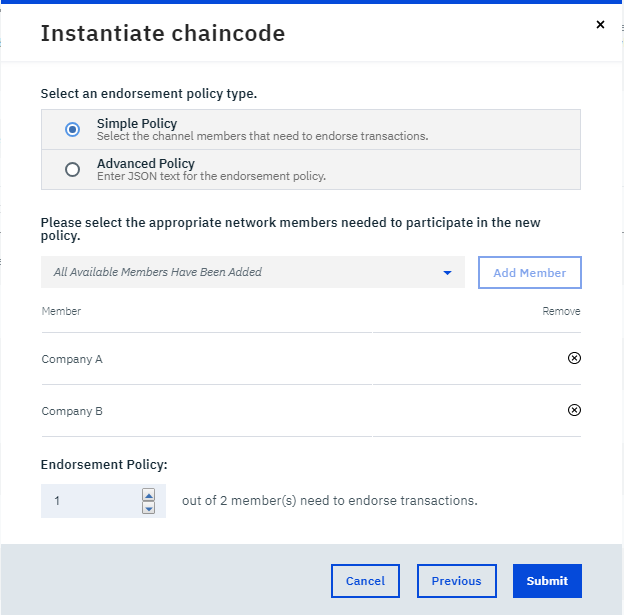 Instantiate chaincode
Select an endorsement policy type.
Simple Policy
Select the channel members that need to endorse transactions.
Advanced Policy
Enter JSON text for the endorsement policy.
Please select the appropriate network members needed to participate in the new
policy.
All Available Members Have Been Added
Add Member
Member Remove
Company A
Company B
Endorsement Policy:
1 out of 2 member(s) need to endorse transactions.
Cancel Previous Submit